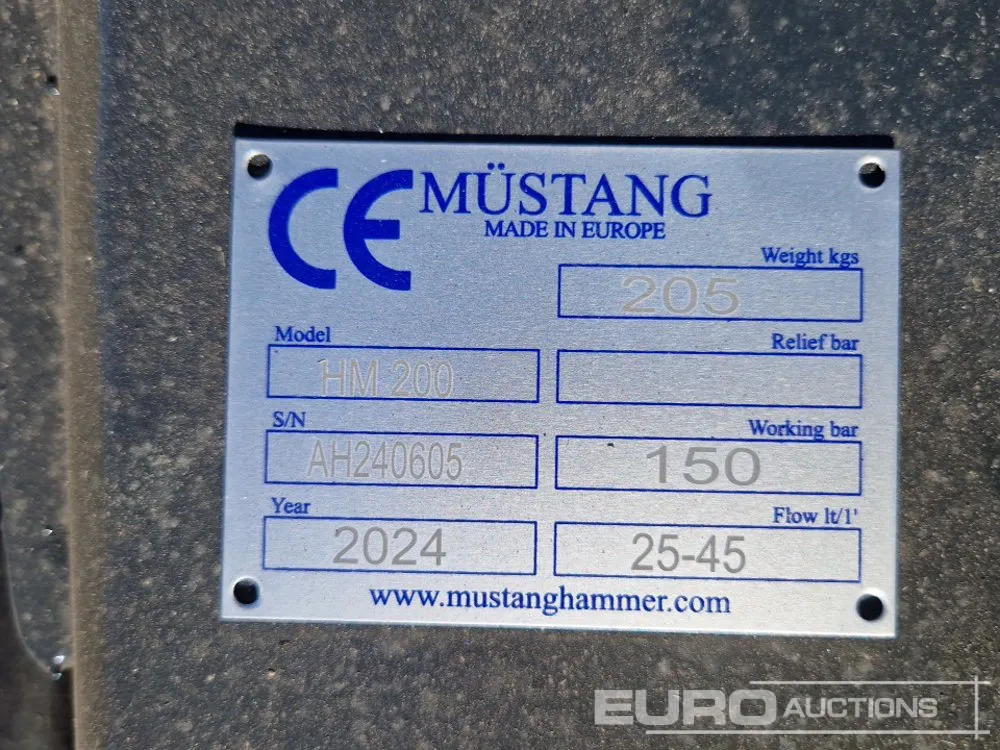 CE MÜSTANG
MADE IN EUROPE
Weight kgs
205
Model
HM 200
Relief bar
S/N
AH240605
Working bar
150
Year
2024
Flow lt/1'
25-45
www.mustanghammer.com
EURO AUCTIONS